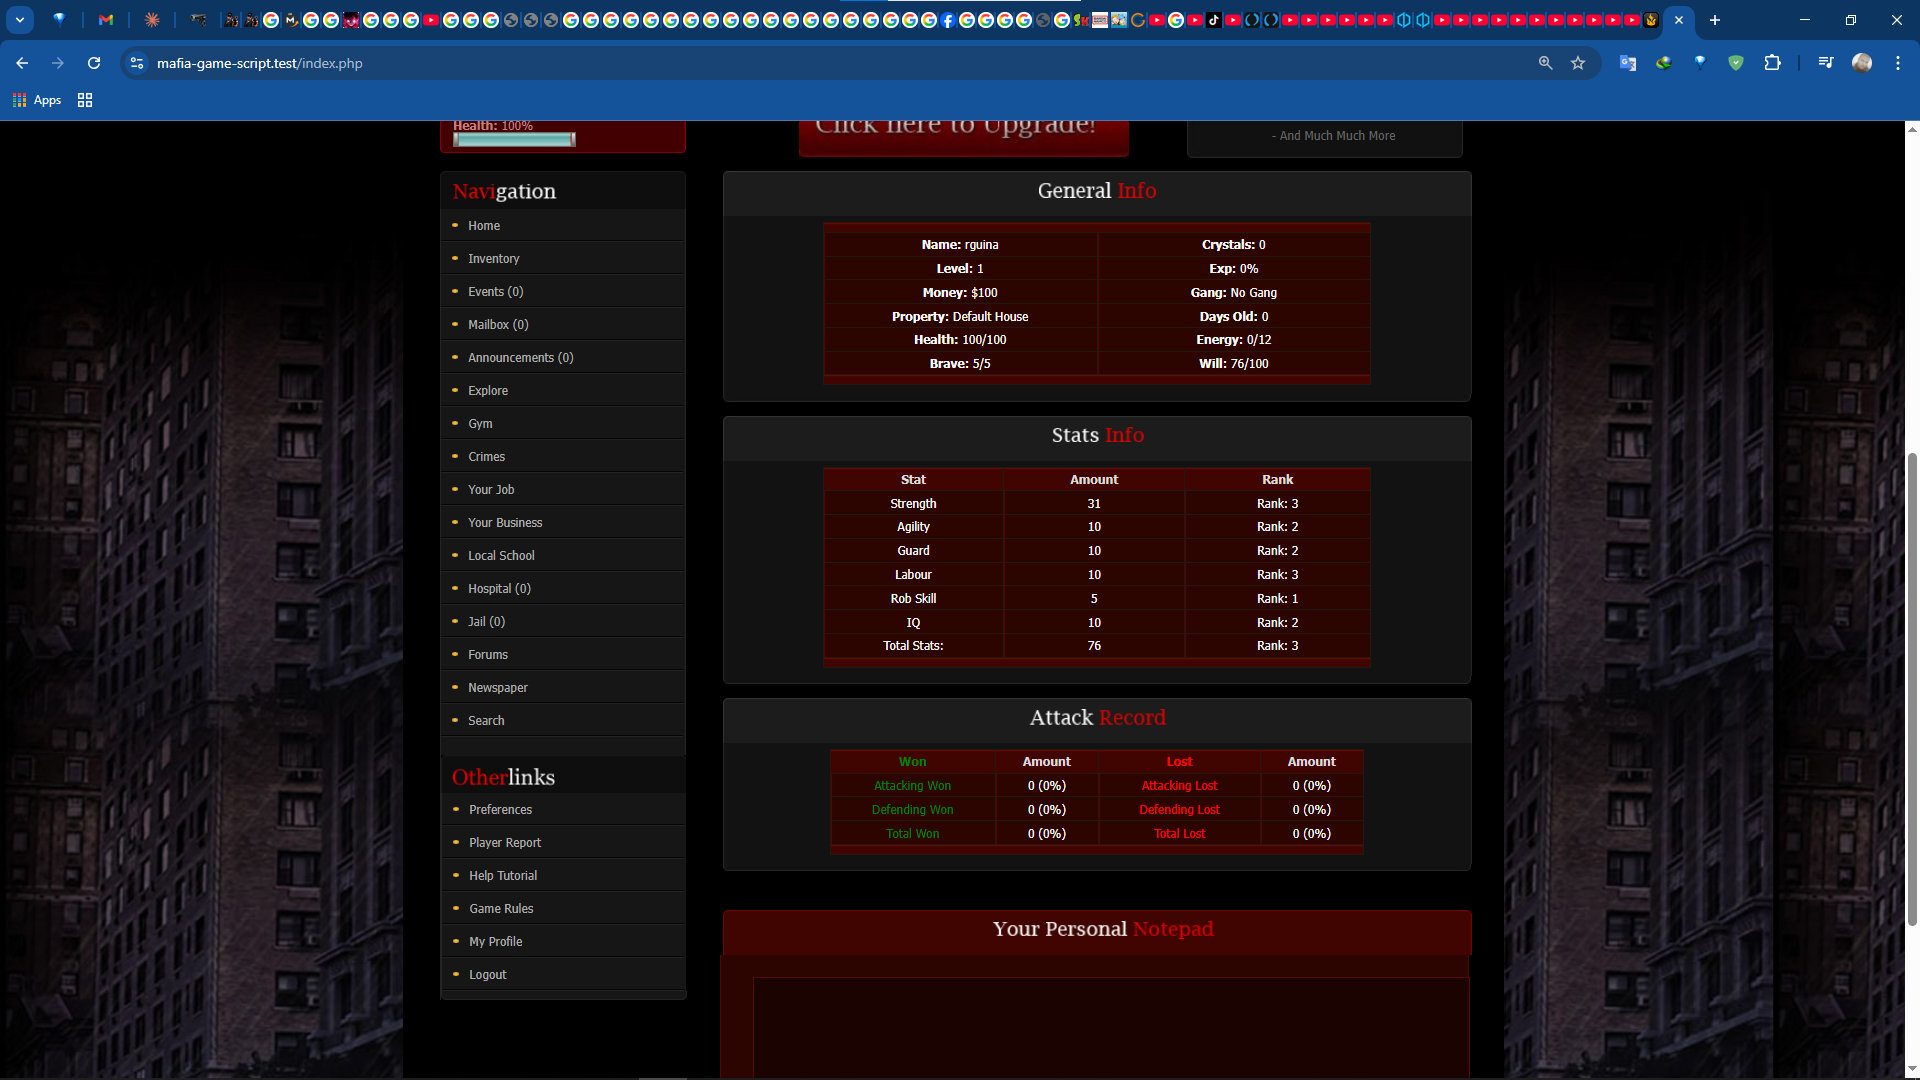 mafia-game-script.test/index.php
Apps
Health: 100%
Click here to Upgrade!
- And Much Much More
Navigation
Home
Inventory
Events (0)
Mailbox (0)
Announcements (0)
Explore
Gym
Crimes
Your Job
Your Business
Local School
Hospital (0)
Jail (0)
Forums
Newspaper
Search
Otherlinks
Preferences
Player Report
Help Tutorial
Game Rules
My Profile
Logout
General Info
Name: rguina Crystals: 0
Level: 1 Exp: 0%
Money: $100 Gang: No Gang
Property: Default House Days Old: 0
Health: 100/100 Energy: 0/12
Brave: 5/5 Will: 76/100
Stats Info
Stat Amount Rank
Strength 31 Rank: 3
Agility 10 Rank: 2
Guard 10 Rank: 2
Labour 10 Rank: 3
Rob Skill 5 Rank: 1
IQ 10 Rank: 2
Total Stats: 76 Rank: 3
Attack Record
Won Amount Lost Amount
Attacking Won 0 (0%) Attacking Lost 0 (0%)
Defending Won 0 (0%) Defending Lost 0 (0%)
Total Won 0 (0%) Total Lost 0 (0%)
Your Personal Notepad